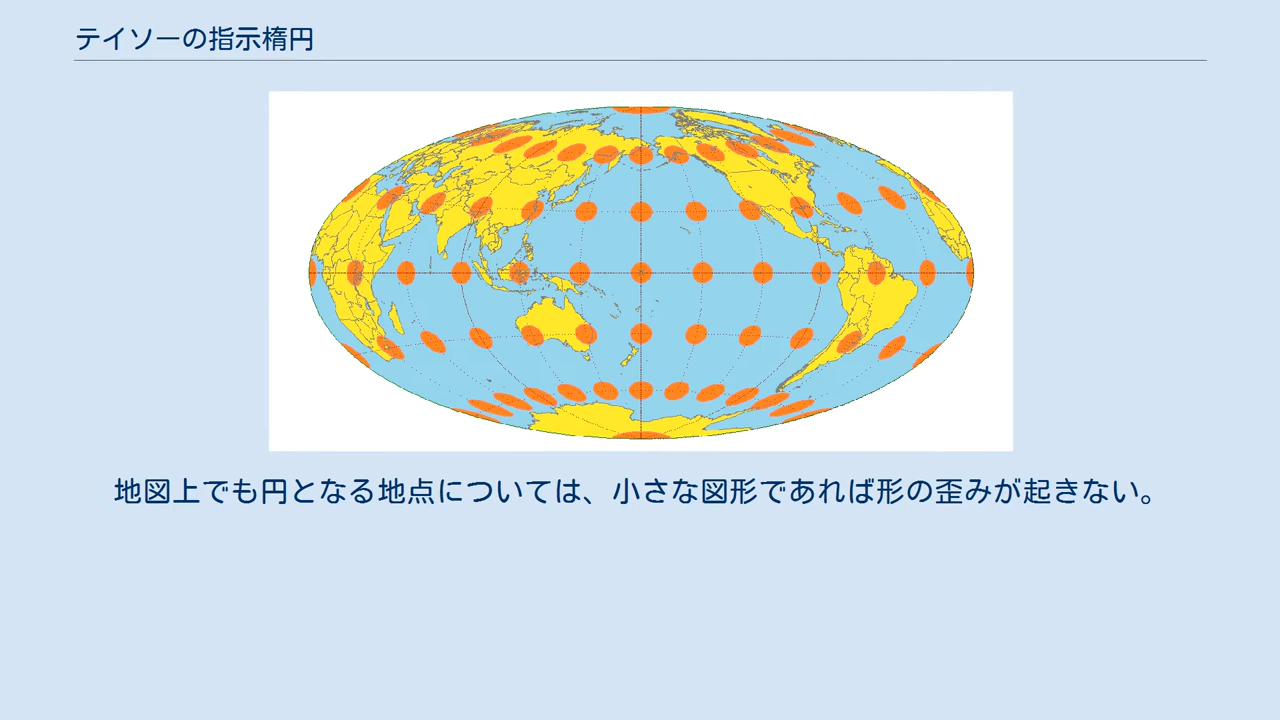 テイソーの指示楕円
地図上でも円となる地点については、小さな図形であれば形の歪みが起きない。